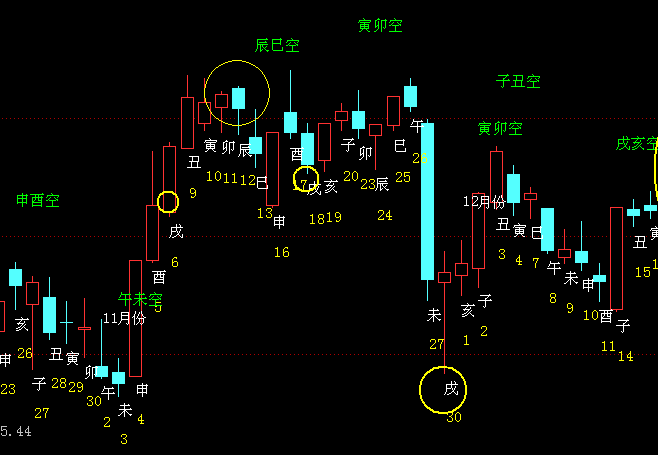 寅卯空
辰巳空
子丑空
寅卯空
戌亥空
申酉空
午未空
11月份
12月份
申
23
亥
26
子
27
丑
28
寅
29
卯
30
午
2
未
3
申
4
酉
5
戌
6
丑
9
寅
10
卯
11
辰
12
巳
13
申
16
酉
17
戌
18
亥
19
子
20
卯
23
辰
24
巳
25
午
26
未
27
戌
30
亥
1
子
2
丑
3
寅
4
巳
7
午
8
未
9
申
10
酉
11
子
14
丑
15
寅
1
5.44